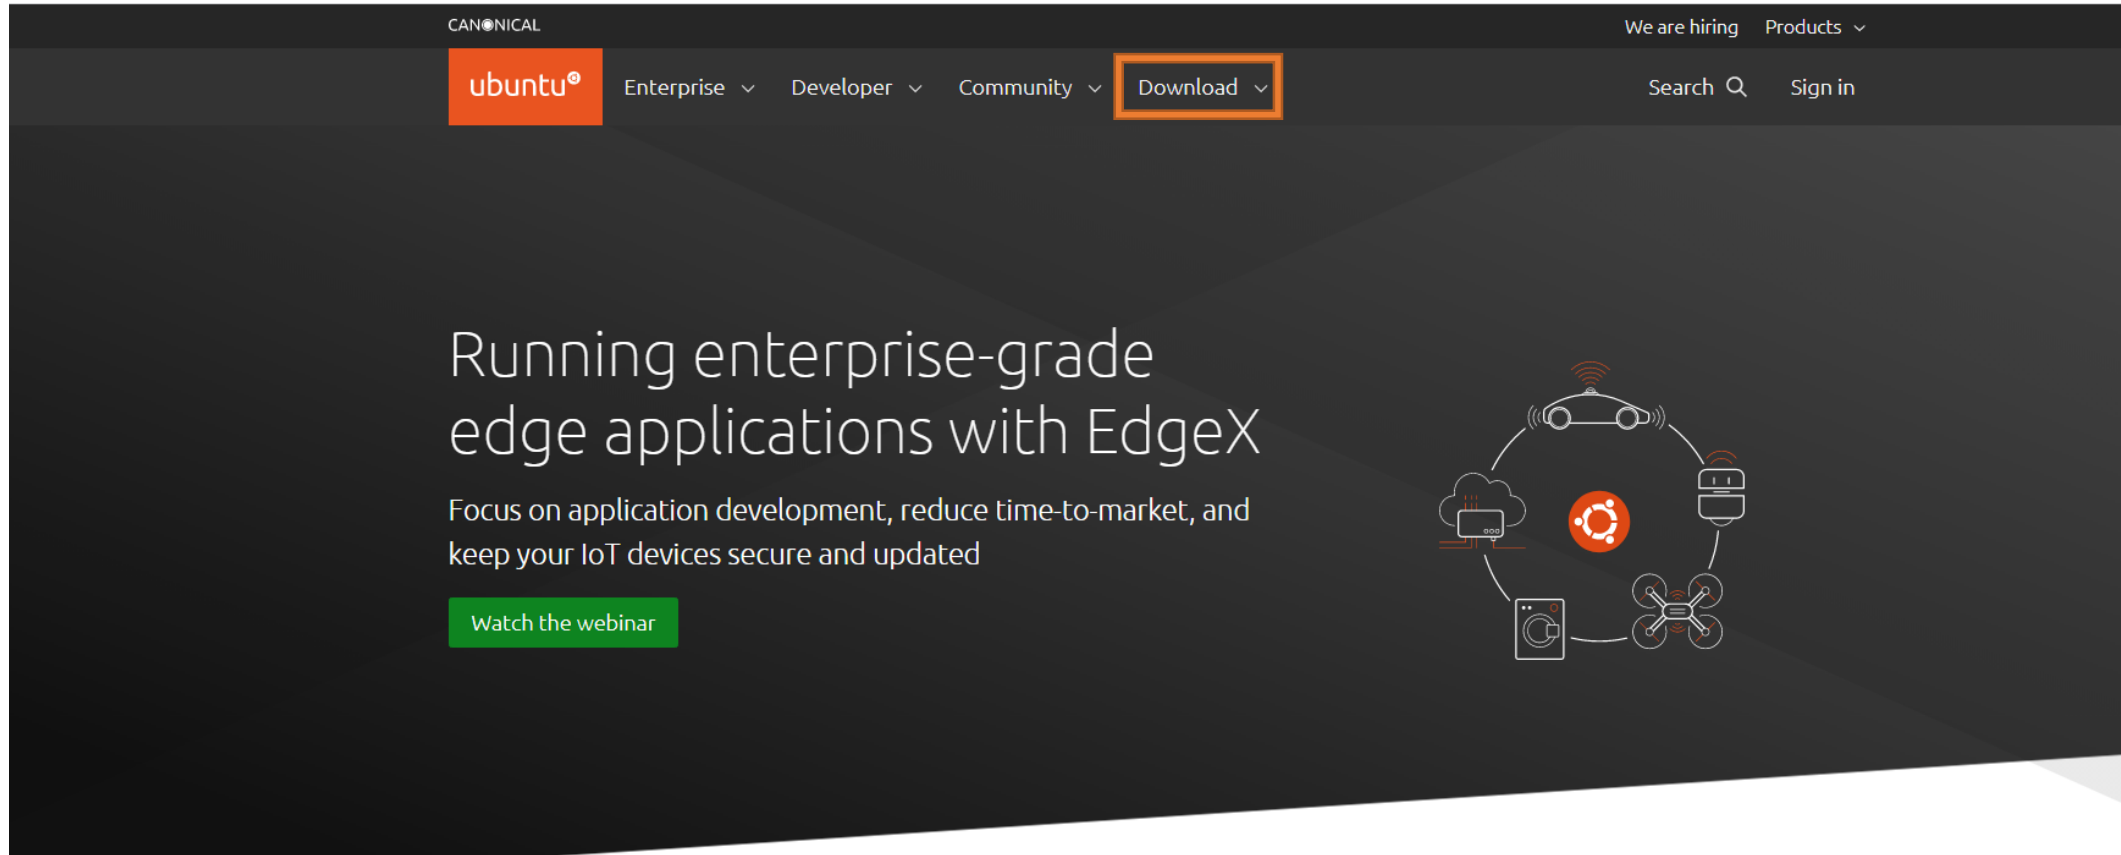 CANONICAL
We are hiring Products
ubuntu Enterprise Developer Community Download Search Sign in
Running enterprise-grade
edge applications with EdgeX
Focus on application development, reduce time-to-market, and
keep your IoT devices secure and updated
Watch the webinar